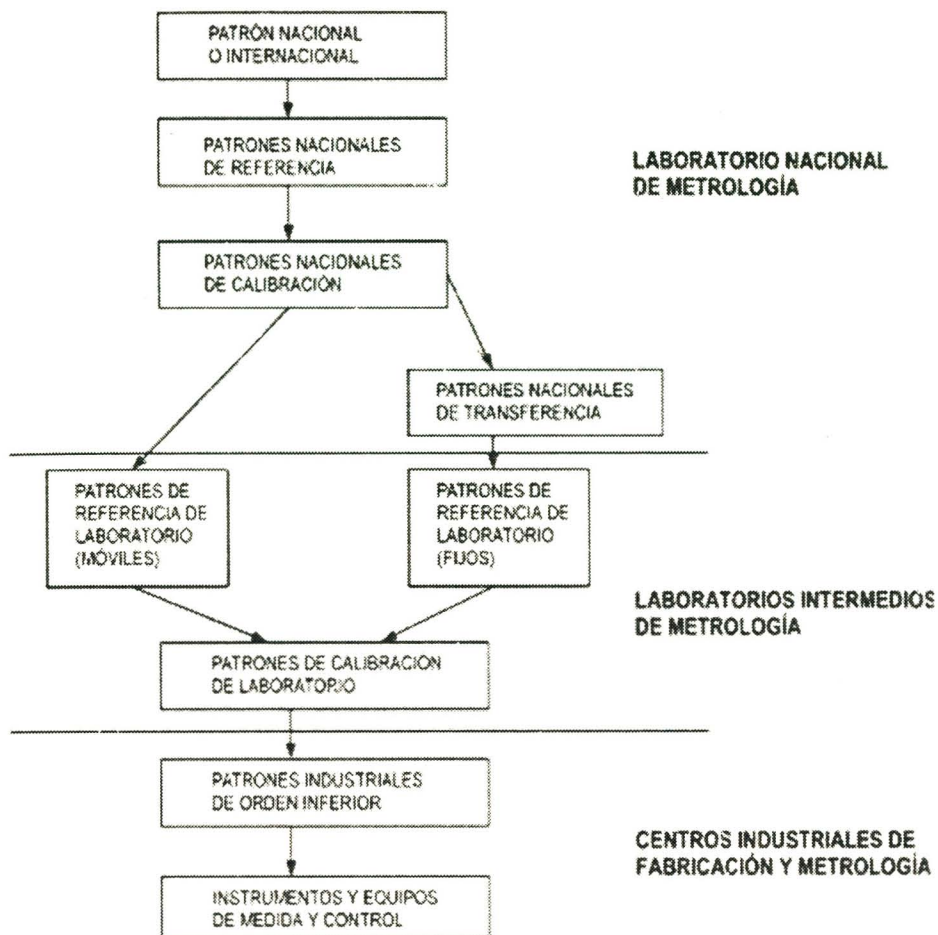 PATRÓN NACIONAL
O INTERNACIONAL
PATRONES NACIONALES
DE REFERENCIA
LABORATORIO NACIONAL
DE METROLOGÍA
PATRONES NACIONALES
DE CALIBRACIÓN
PATRONES NACIONALES
DE TRANSFERENCIA
PATRONES DE
REFERENCIA DE
LABORATORIO
(MÓVILES)
PATRONES DE
REFERENCIA DE
LABORATORIO
(FIJOS)
LABORATORIOS INTERMEDIOS
DE METROLOGÍA
PATRONES DE CALIBRACIÓN
DE LABORATORIO
PATRONES INDUSTRIALES
DE ORDEN INFERIOR
CENTROS INDUSTRIALES DE
FABRICACIÓN Y METROLOGÍA
INSTRUMENTOS Y EQUIPOS
DE MEDIDA Y CONTROL